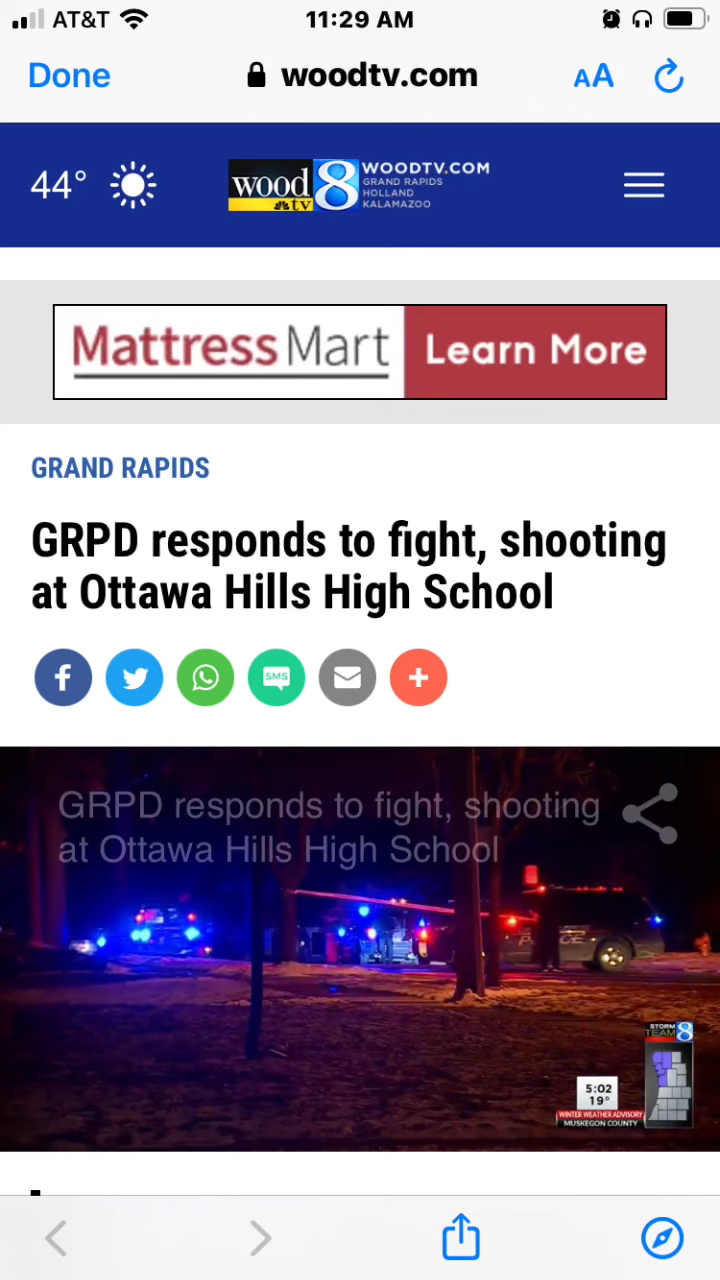 AT&T 11:29 AM
Done woodtv.com AA
44° wood tv 8 WOODTV.COM
GRAND RAPIDS
HOLLAND
KALAMAZOO
Mattress Mart Learn More
GRAND RAPIDS
GRPD responds to fight, shooting
at Ottawa Hills High School
f SMS +
GRPD responds to fight, shooting
at Ottawa Hills High School
STORM
TEAM 8
5:02
19°
WINTER WEATHER ADVISORY
MUSKEGON COUNTY